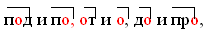 под и по, от и о, до и про,